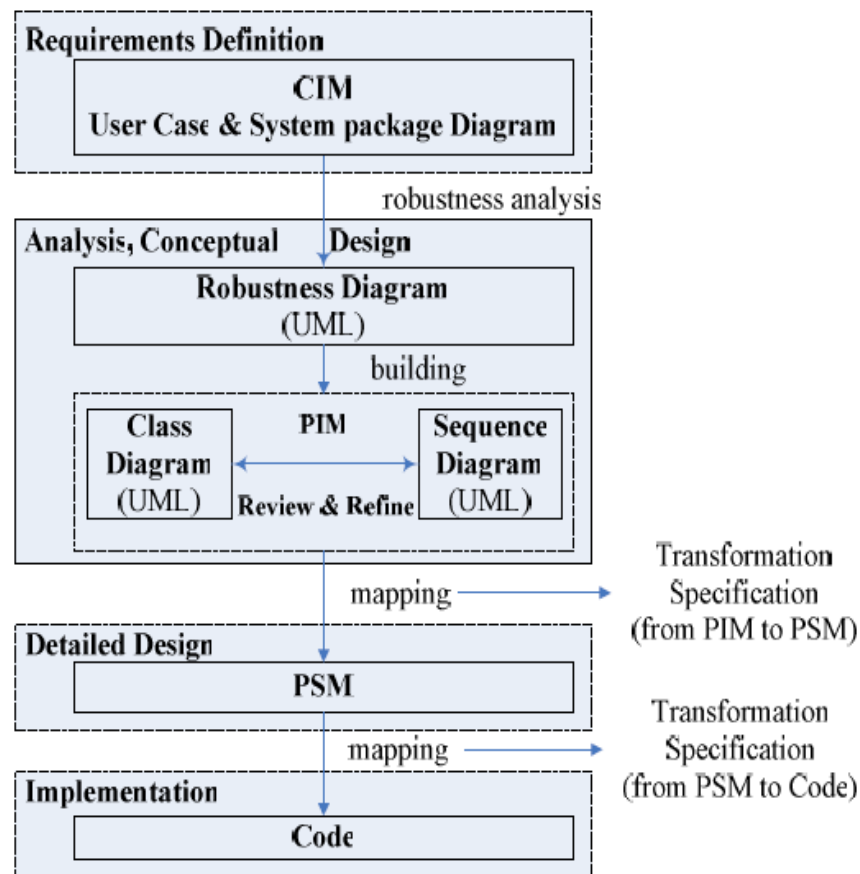 Requirements Definition
CIM
User Case & System package Diagram
robustness analysis
Analysis, Conceptual Design
Robustness Diagram
(UML)
building
Class
Diagram
(UML)
PIM
Review & Refine
Sequence
Diagram
(UML)
mapping
Transformation
Specification
(from PIM to PSM)
Detailed Design
PSM
mapping
Transformation
Specification
(from PSM to Code)
Implementation
Code